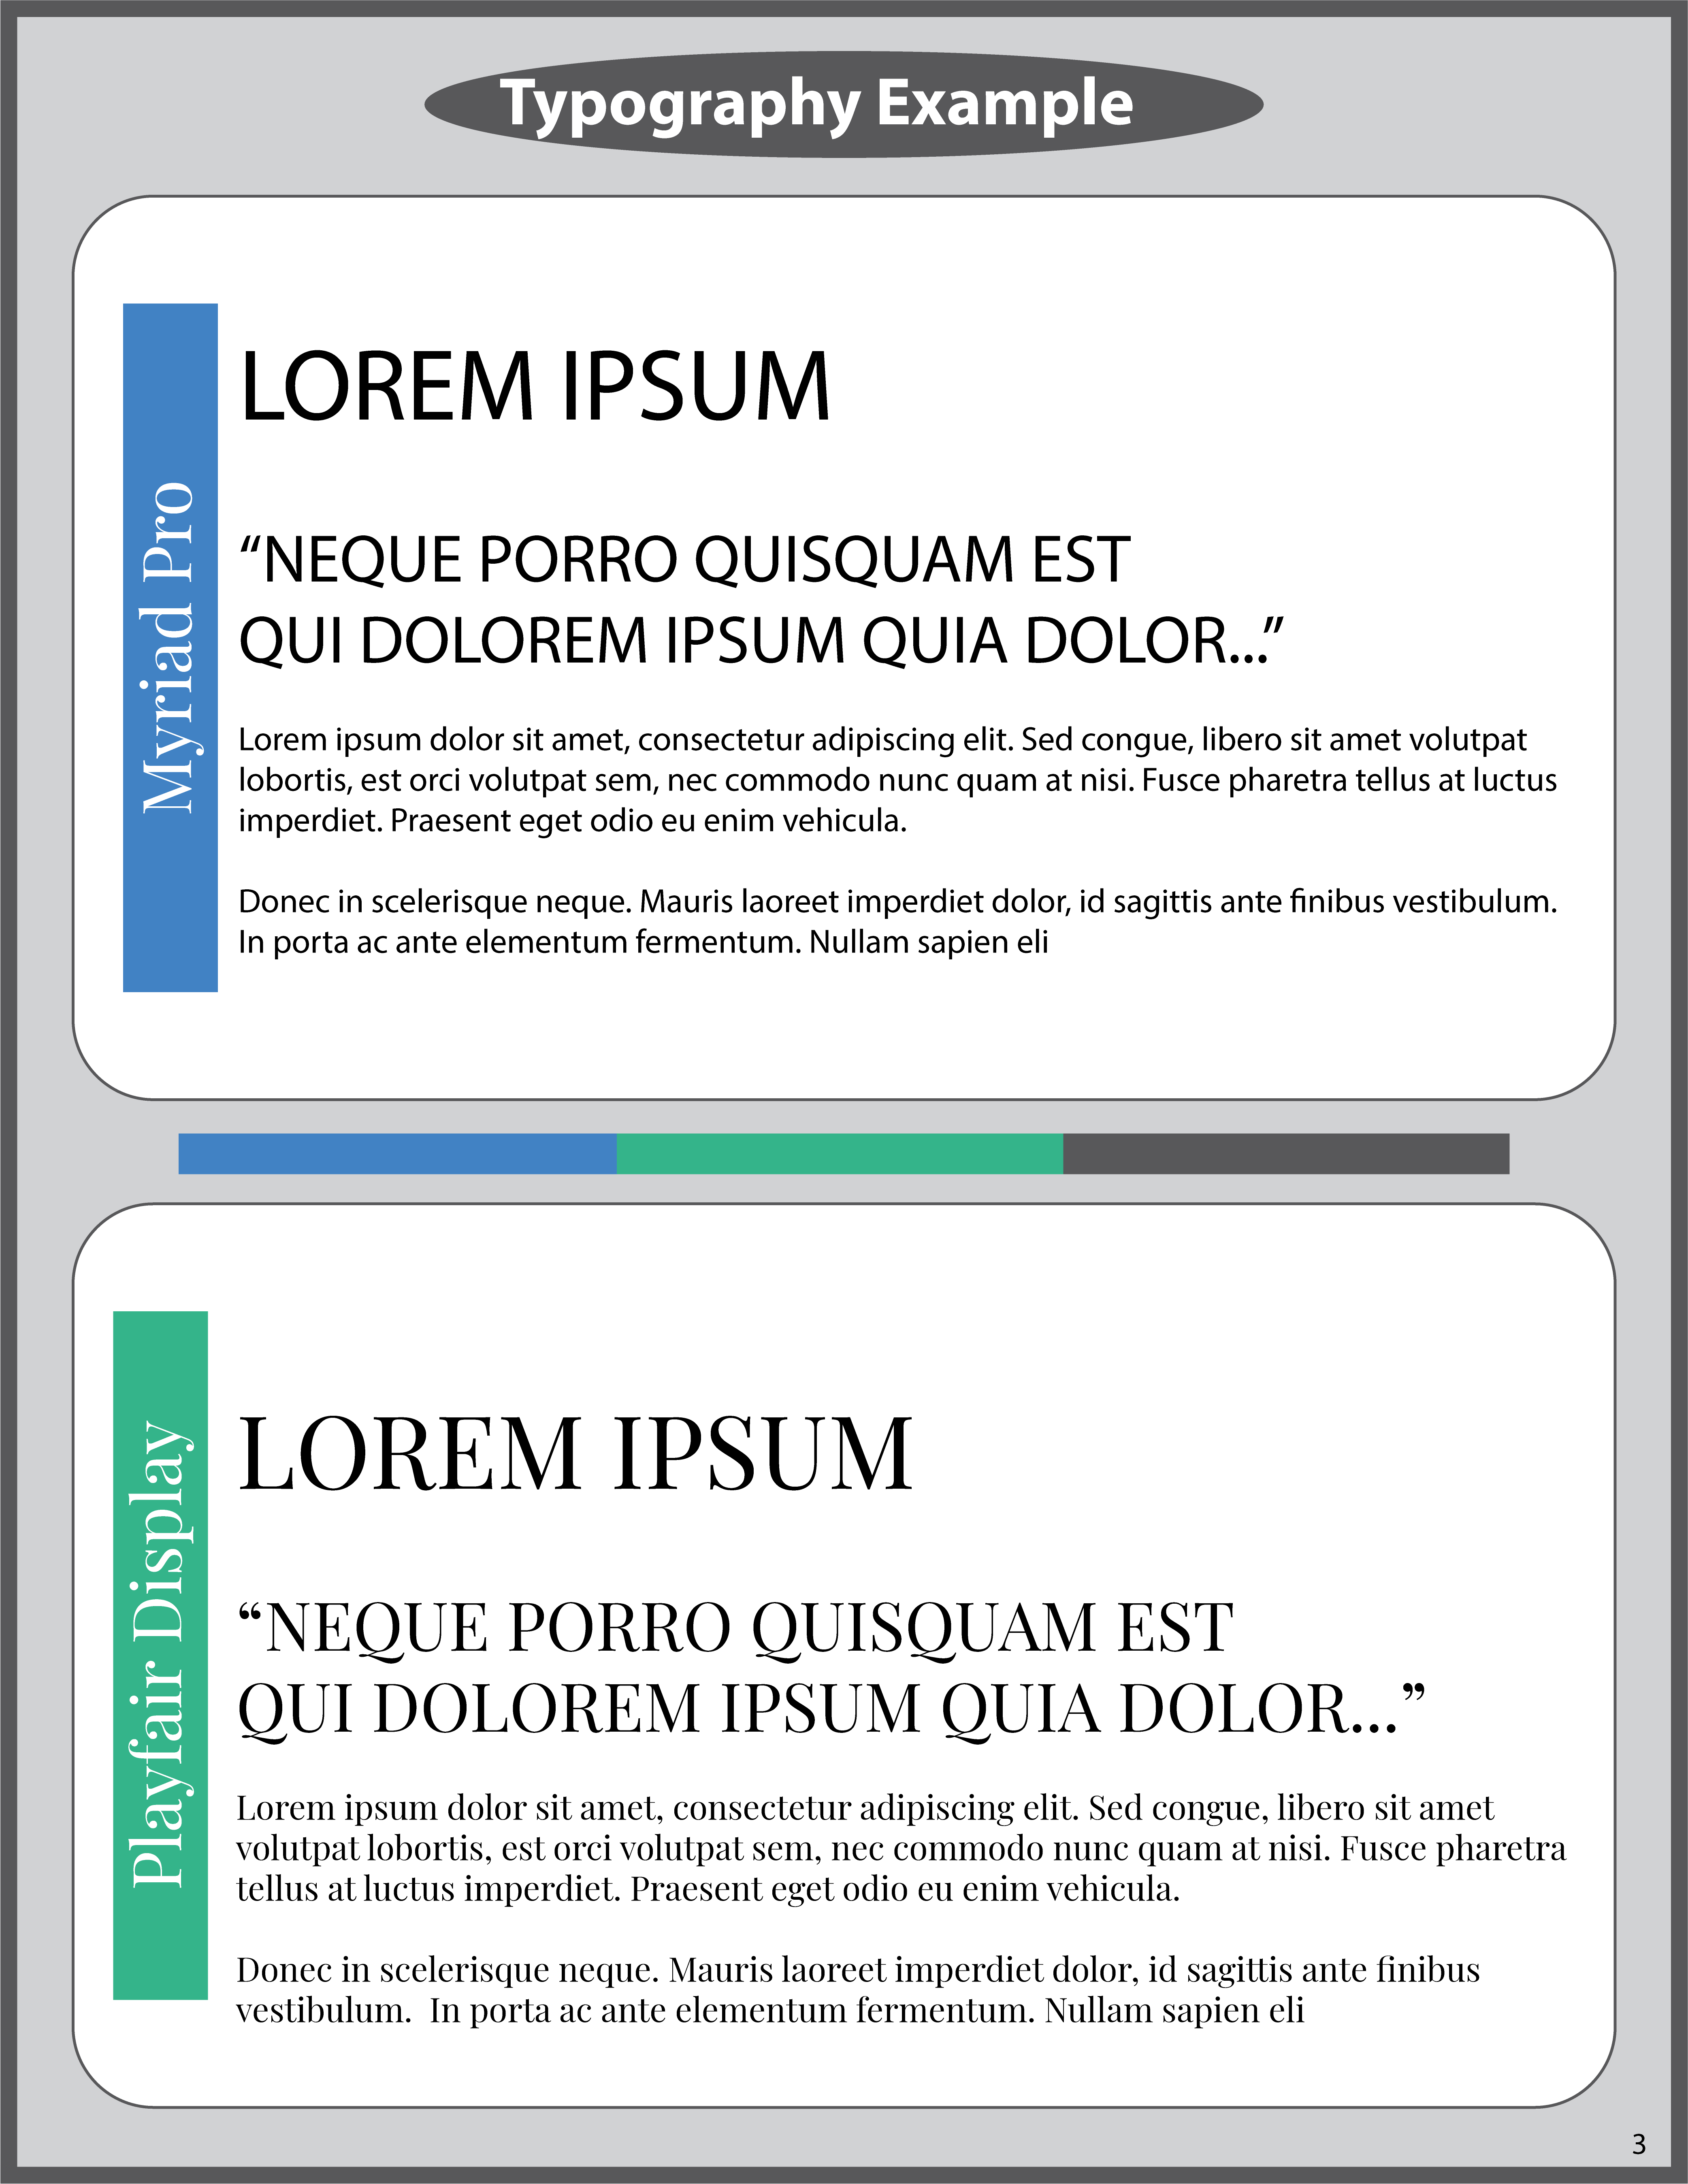 Typography Example
Myriad Pro
LOREM IPSUM
“NEQUE PORRO QUISQUAM EST
QUI DOLOREM IPSUM QUIA DOLOR...”
Lorem ipsum dolor sit amet, consectetur adipiscing elit. Sed congue, libero sit amet volutpat
lobortis, est orci volutpat sem, nec commodo nunc quam at nisi. Fusce pharetra tellus at luctus
imperdiet. Praesent eget odio eu enim vehicula.
Donec in scelerisque neque. Mauris laoreet imperdiet dolor, id sagittis ante finibus vestibulum.
In porta ac ante elementum fermentum. Nullam sapien eli
Playfair Display
LOREM IPSUM
“NEQUE PORRO QUISQUAM EST
QUI DOLOREM IPSUM QUIA DOLOR...”
Lorem ipsum dolor sit amet, consectetur adipiscing elit. Sed congue, libero sit amet
volutpat lobortis, est orci volutpat sem, nec commodo nunc quam at nisi. Fusce pharetra
tellus at luctus imperdiet. Praesent eget odio eu enim vehicula.
Donec in scelerisque neque. Mauris laoreet imperdiet dolor, id sagittis ante finibus
vestibulum.  In porta ac ante elementum fermentum. Nullam sapien eli
3